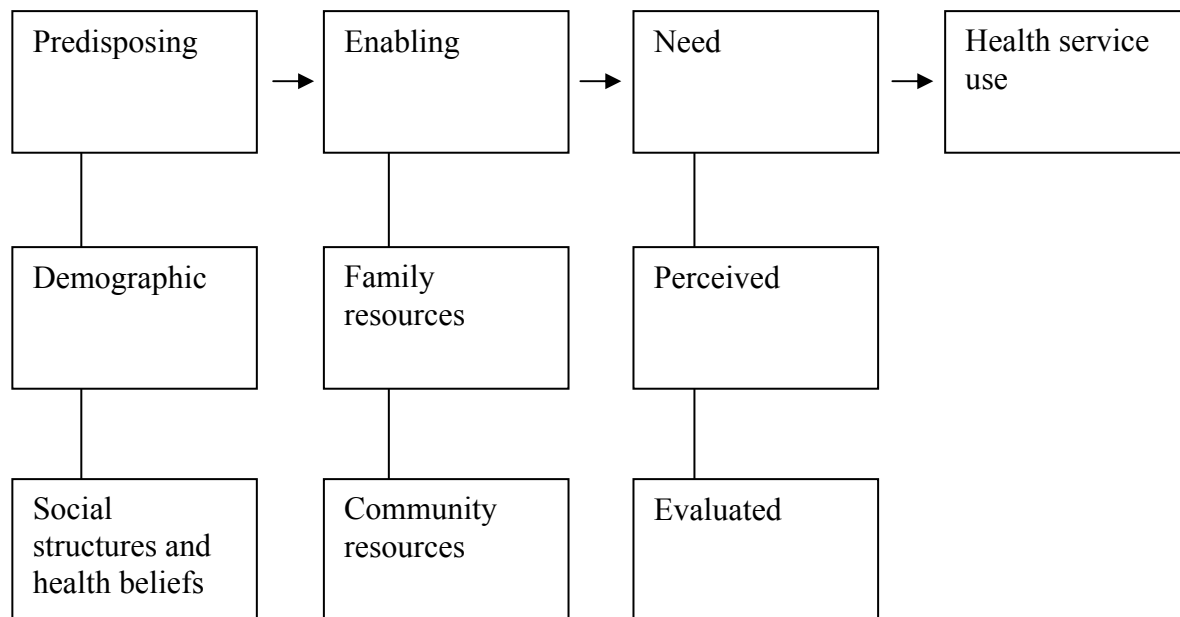 Predisposing
Enabling
Need
Health service
use
Demographic
Family
resources
Perceived
Social
structures and
health beliefs
Community
resources
Evaluated